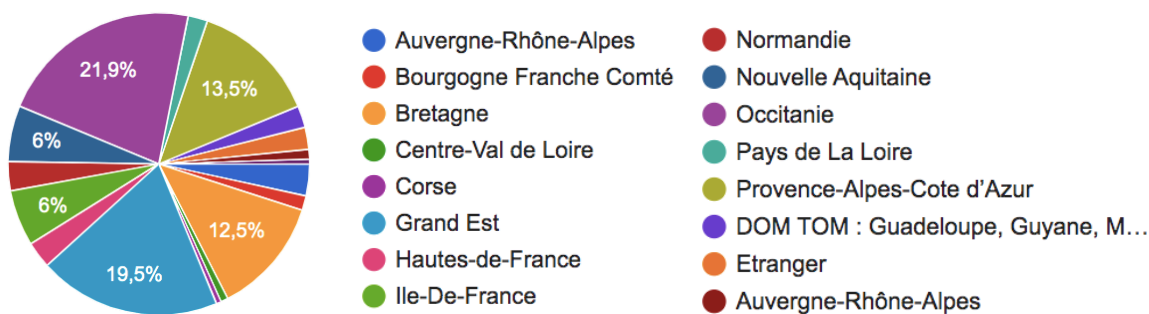 21,9%
13,5%
6%
6%
12,5%
19,5%
Auvergne-Rhône-Alpes
Bourgogne Franche Comté
Bretagne
Centre-Val de Loire
Corse
Grand Est
Hautes-de-France
Ile-De-France
Normandie
Nouvelle Aquitaine
Occitanie
Pays de La Loire
Provence-Alpes-Cote d’Azur
DOM TOM : Guadeloupe, Guyane, M…
Etranger
Auvergne-Rhône-Alpes